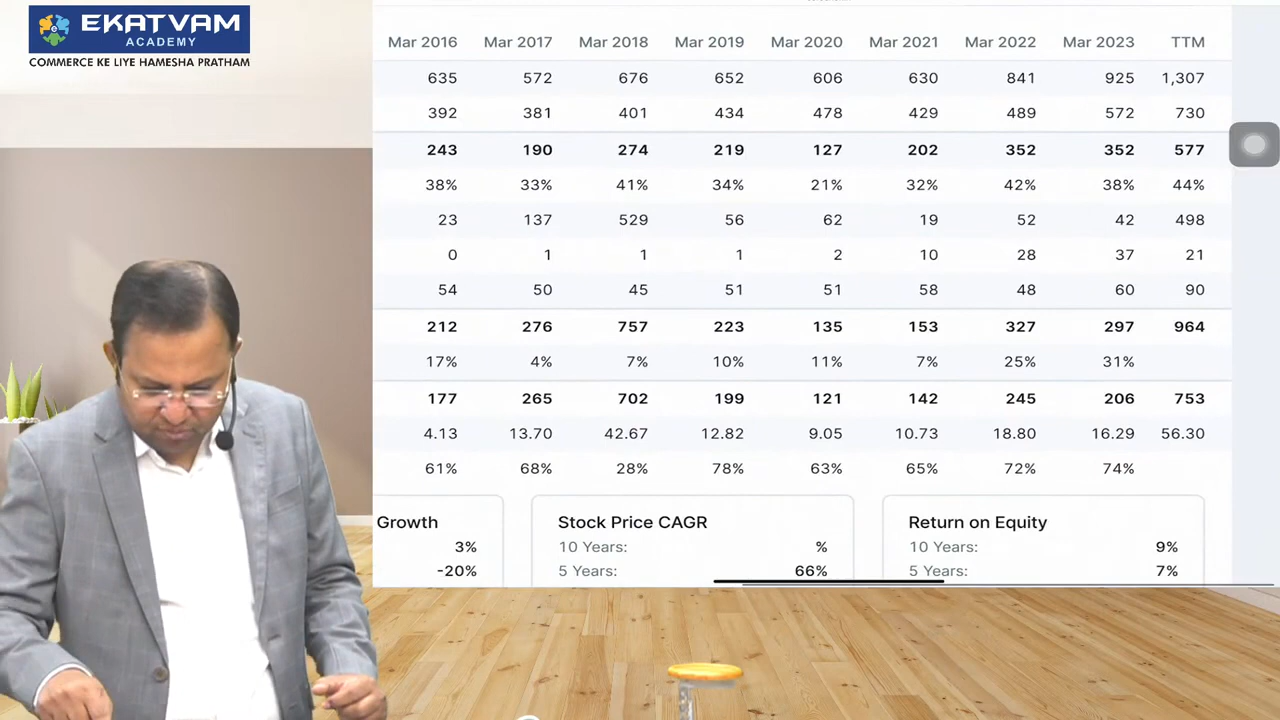 EKATVAM
ACADEMY
COMMERCE KE LIYE HAMESHA PRATHAM
Mar 2016 Mar 2017 Mar 2018 Mar 2019 Mar 2020 Mar 2021 Mar 2022 Mar 2023 TTM
635 572 676 652 606 630 841 925 1,307
392 381 401 434 478 429 489 572 730
243 190 274 219 127 202 352 352 577
38% 33% 41% 34% 21% 32% 42% 38% 44%
23 137 529 56 62 19 52 42 498
0 1 1 1 2 10 28 37 21
54 50 45 51 51 58 48 60 90
212 276 757 223 135 153 327 297 964
17% 4% 7% 10% 11% 7% 25% 31%
177 265 702 199 121 142 245 206 753
4.13 13.70 42.67 12.82 9.05 10.73 18.80 16.29 56.30
61% 68% 28% 78% 63% 65% 72% 74%
Growth
3%
-20%
Stock Price CAGR
10 Years: %
5 Years: 66%
Return on Equity
10 Years: 9%
5 Years: 7%